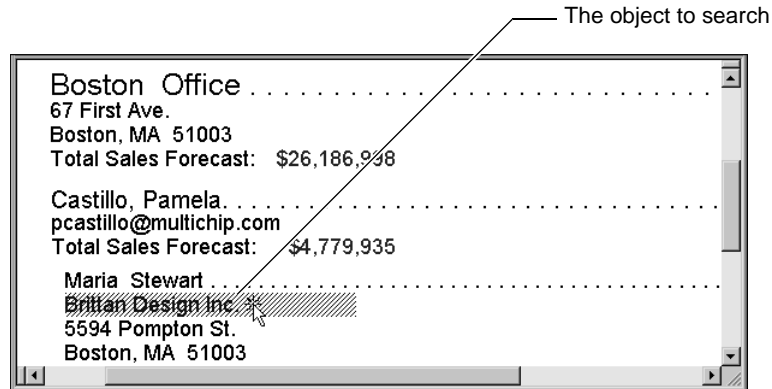 The object to search
Boston Office . . . . . . . . . . . . . . . . . . . . . . . . . . . . . . . .
67 First Ave.
Boston, MA 51003
Total Sales Forecast: $26,186,998
Castillo, Pamela. . . . . . . . . . . . . . . . . . . . . . . . . . . . . . . . . . .
pcastillo@multichip.com
Total Sales Forecast: $4,779,935
Maria Stewart . . . . . . . . . . . . . . . . . . . . . . . . . . . . . . . . . . . .
Brittan Design Inc.
5594 Pompton St.
Boston, MA 51003